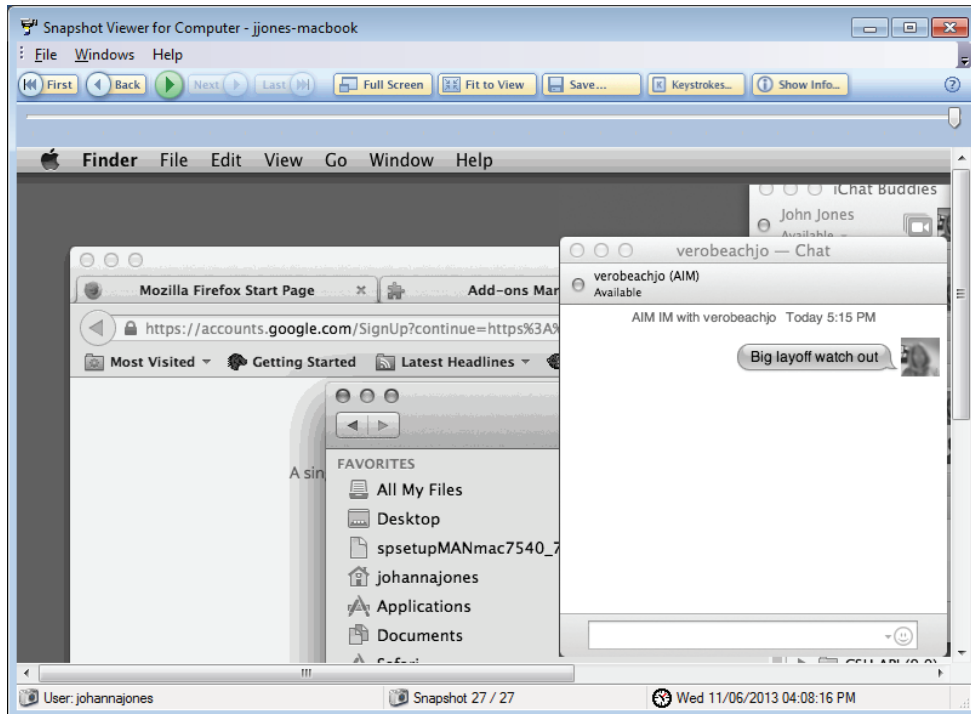 Snapshot Viewer for Computer - jjones-macbook
File Windows Help
First Back Next Last Full Screen Fit to View Save... Keystrokes... Show Info...
Finder File Edit View Go Window Help
iChat Buddies
John Jones
Available
verobeachjo — Chat
verobeachjo (AIM)
Available
AIM IM with verobeachjo Today 5:15 PM
Big layoff watch out
Mozilla Firefox Start Page Add-ons Mar
https://accounts.google.com/SignUp?continue=https%3A%
Most Visited Getting Started Latest Headlines
A sin
FAVORITES
All My Files
Desktop
spsetupMANmac7540_7
johannajones
Applications
Documents
Safari
User: johannajones Snapshot 27 / 27 Wed 11/06/2013 04:08:16 PM